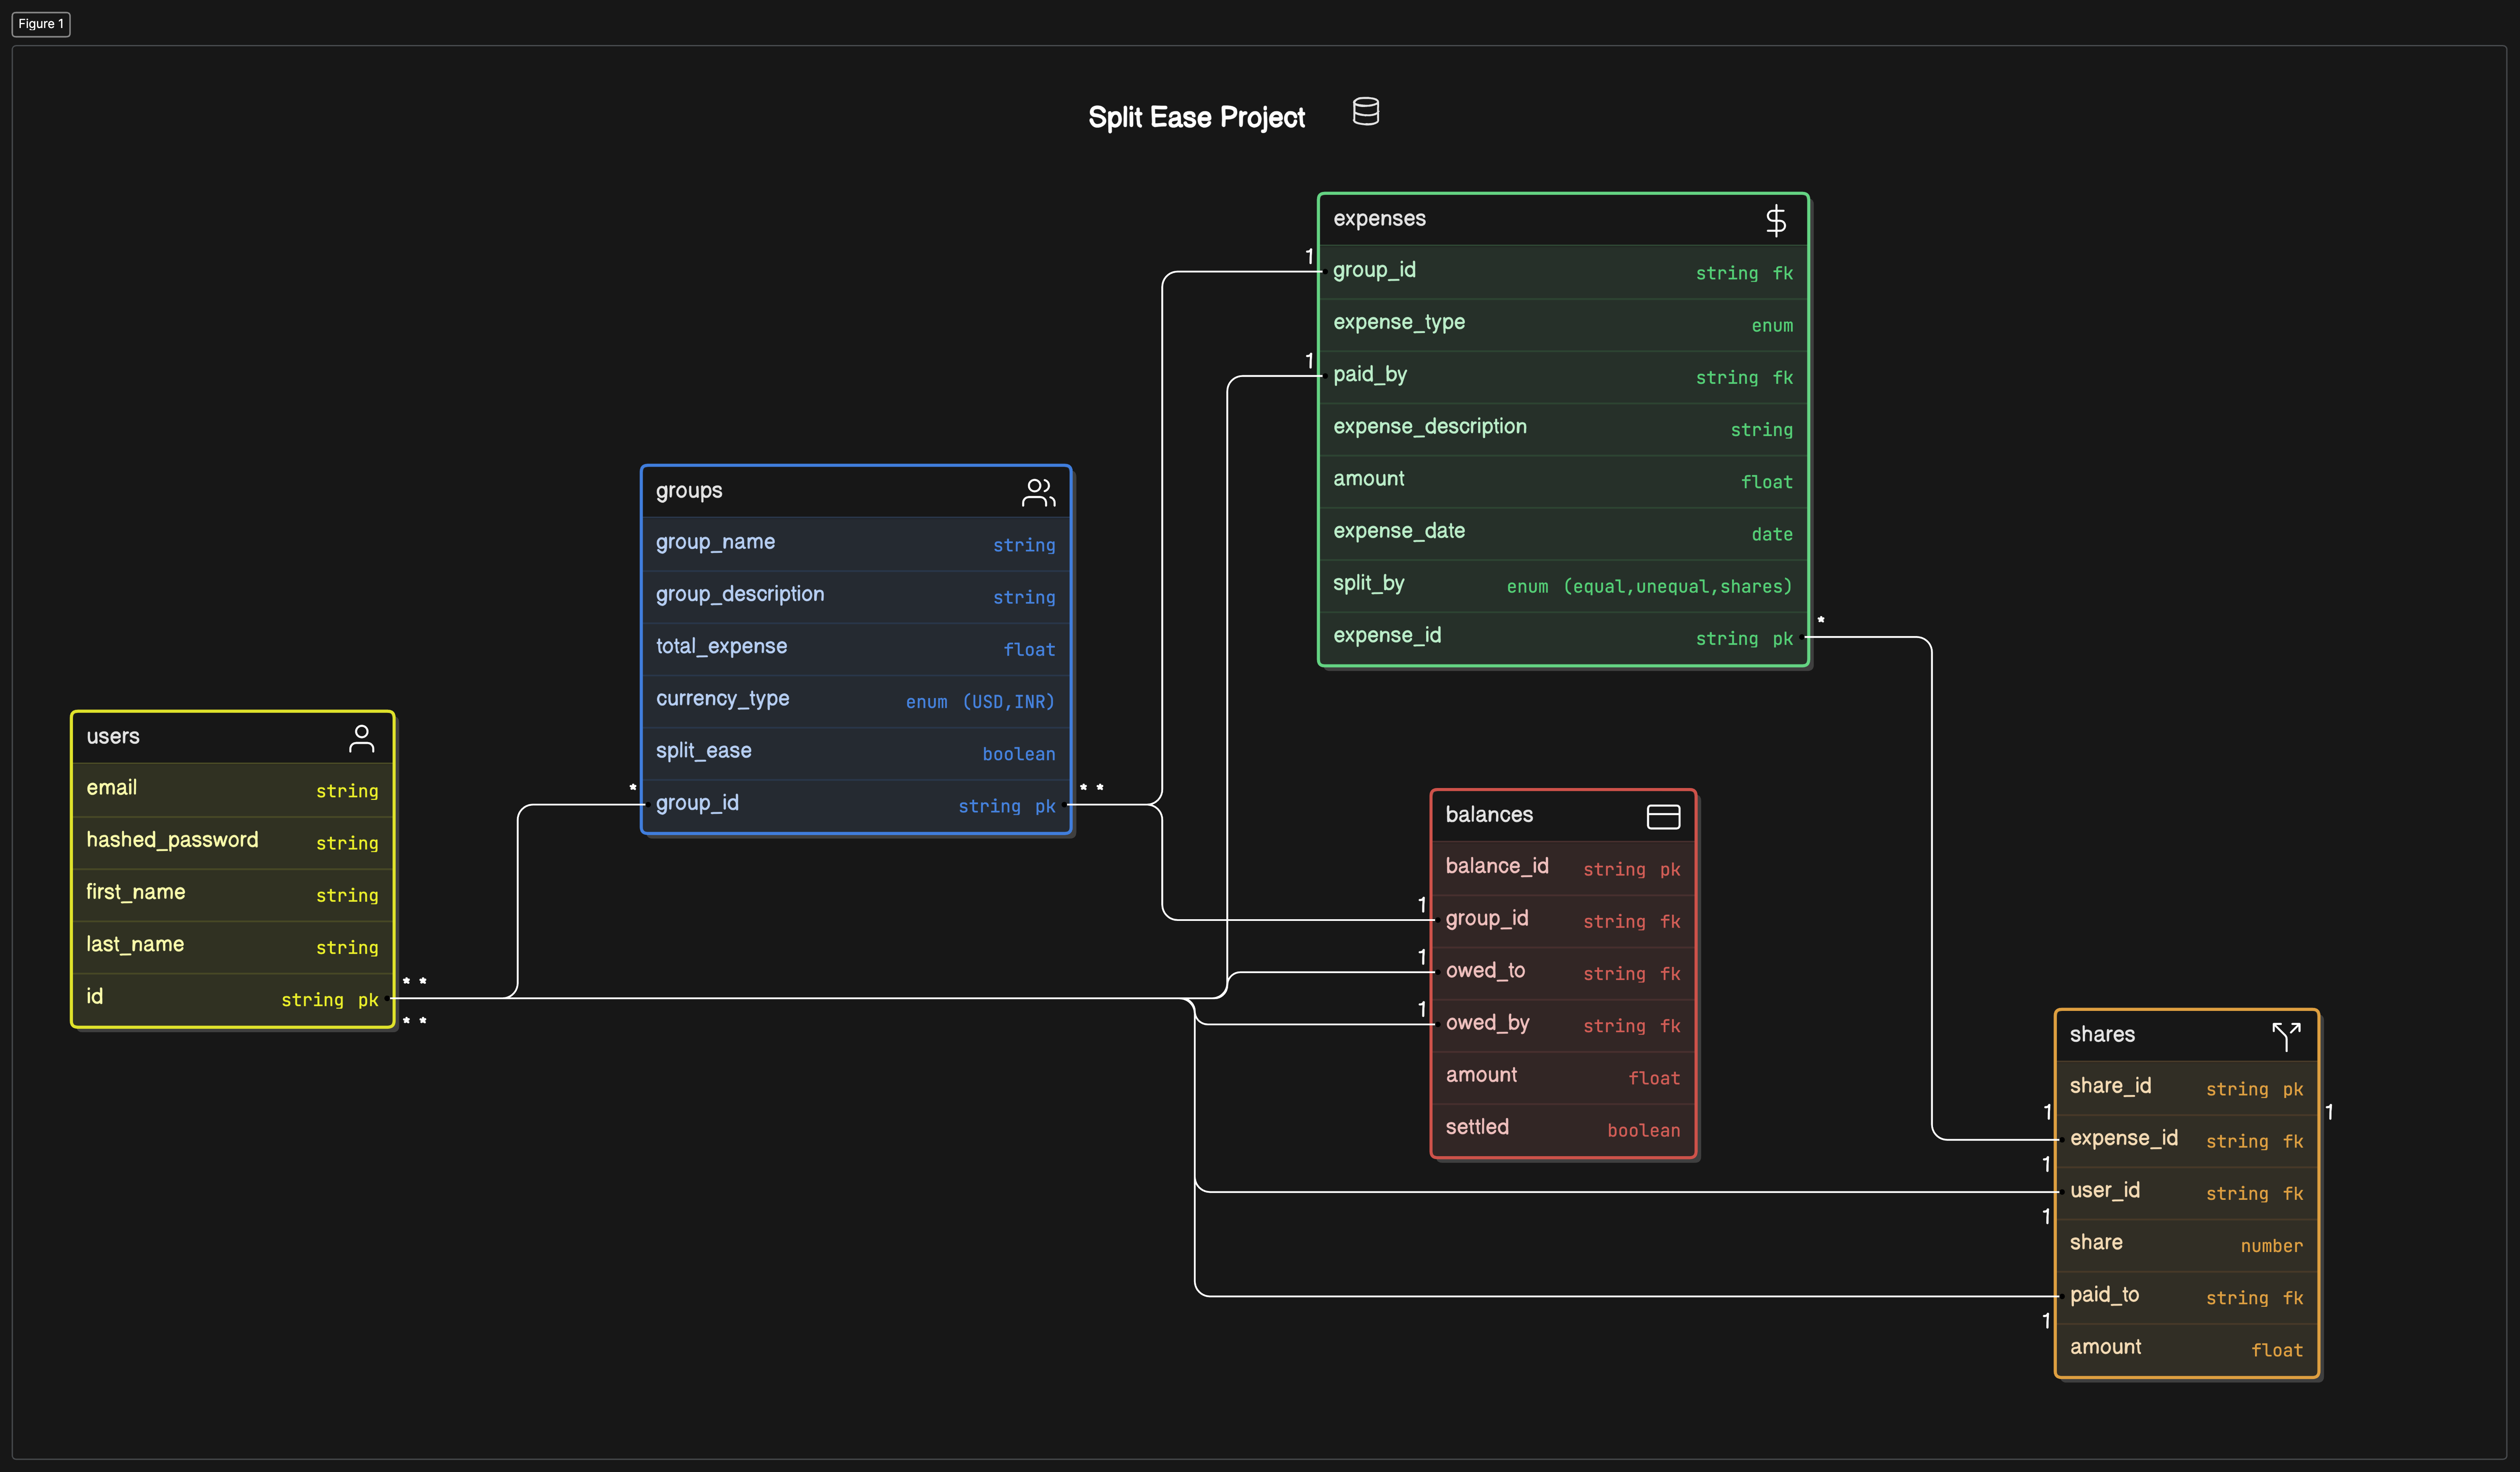 Figure 1
Split Ease Project
expenses
1
group_id string fk
expense_type enum
1
paid_by string fk
expense_description string
amount float
expense_date date
split_by enum (equal,unequal,shares)
*
expense_id string pk
groups
group_name string
group_description string
total_expense float
currency_type enum (USD,INR)
split_ease boolean
* * *
group_id string pk
users
email string
hashed_password string
first_name string
last_name string
* *
id string pk
* *
balances
balance_id string pk
1
group_id string fk
1
owed_to string fk
1
owed_by string fk
amount float
settled boolean
shares
share_id string pk
1 1
expense_id string fk
1
user_id string fk
1
share number
paid_to string fk
1
amount float